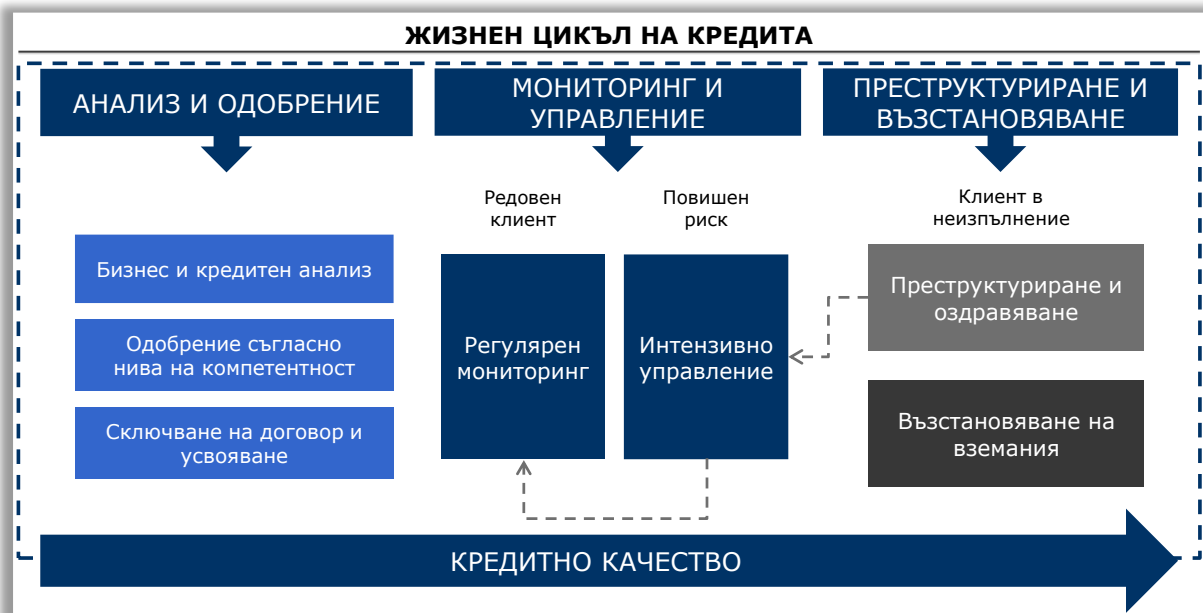 ЖИЗНЕН ЦИКЪЛ НА КРЕДИТА
АНАЛИЗ И ОДОБРЕНИЕ
Бизнес и кредитен анализ
Одобрение съгласно
нива на компетентност
Сключване на договор и
усвояване
МОНИТОРИНГ И
УПРАВЛЕНИЕ
Редовен
клиент
Регулярен
мониторинг
Повишен
риск
Интензивно
управление
ПРЕСТРУКТУРИРАНЕ И
ВЪЗСТАНОВЯВАНЕ
Клиент в
неизпълнение
Преструктуриране и
оздравяване
Възстановяване на
вземания
КРЕДИТНО КАЧЕСТВО